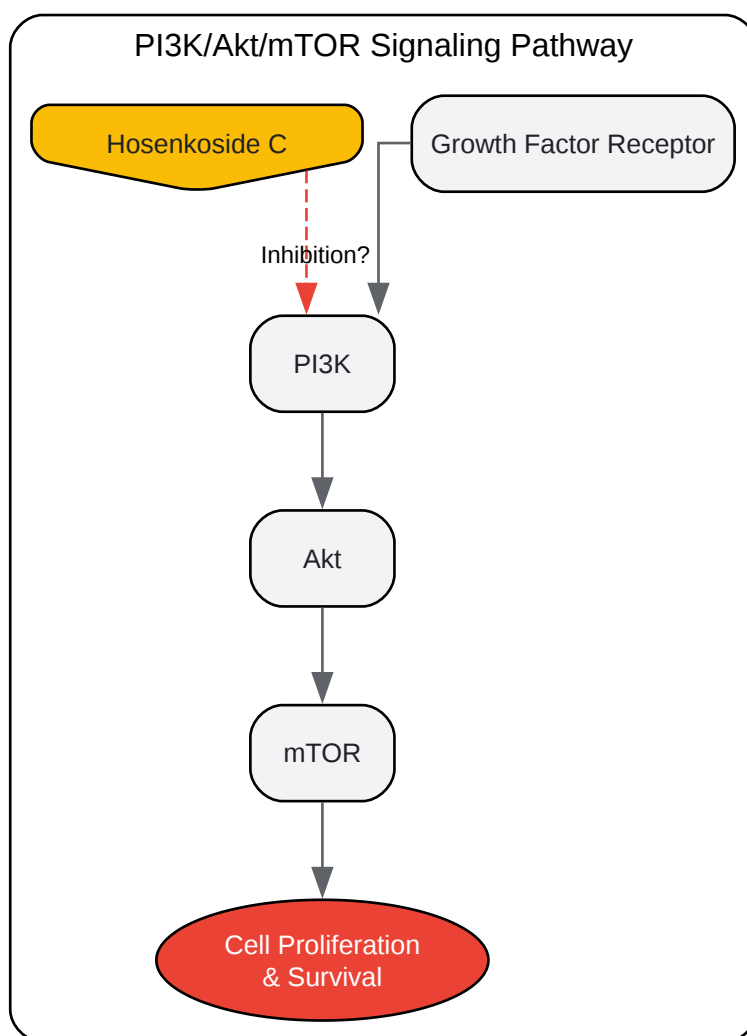 PI3K/Akt/mTOR Signaling Pathway
Hosenkoside C
Growth Factor Receptor
Inhibition?
PI3K
Akt
mTOR
Cell Proliferation
& Survival